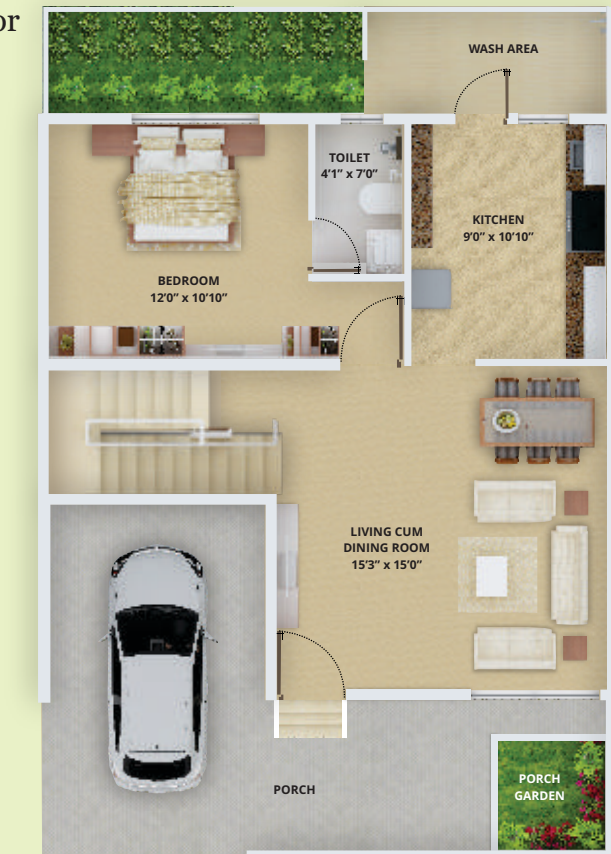 or
WASH AREA
TOILET
4'1" x 7'0"
KITCHEN
9'0" x 10'10"
BEDROOM
12'0" x 10'10"
LIVING CUM
DINING ROOM
15'3" x 15'0"
PORCH
PORCH
GARDEN